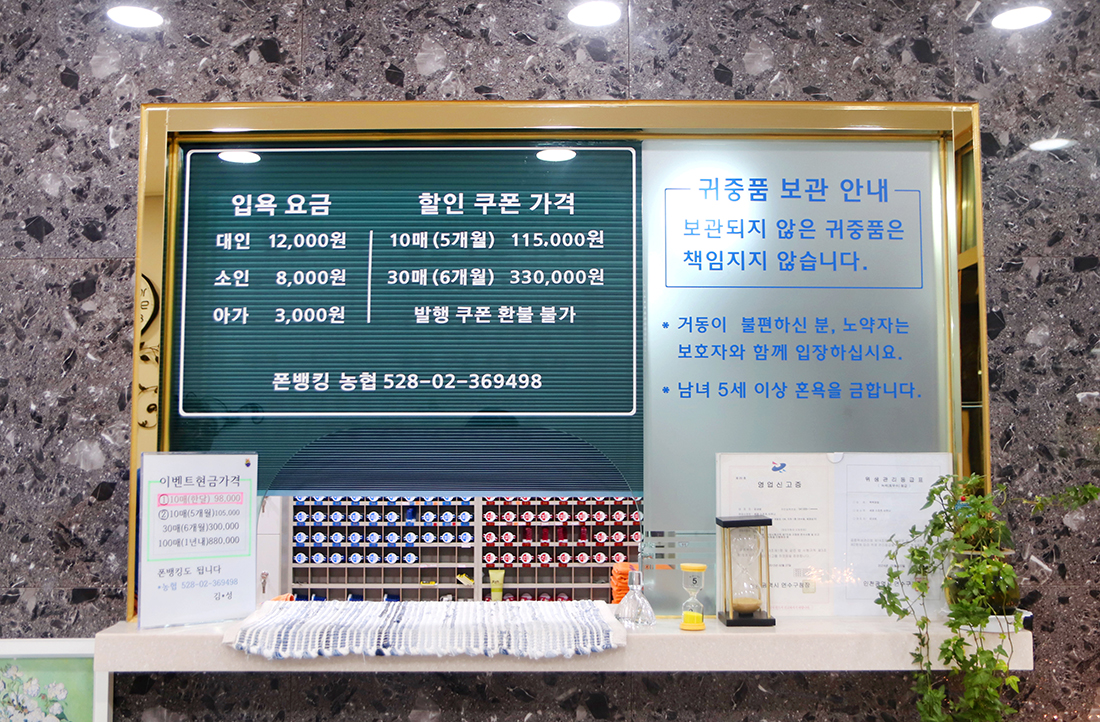 입욕 요금
대인 12,000원
소인 8,000원
아가 3,000원
할인 쿠폰 가격
10매 (5개월) 115,000원
30매 (6개월) 330,000원
발행 쿠폰 환불 불가
폰뱅킹 농협 528-02-369498
귀중품 보관 안내
보관되지 않은 귀중품은
책임지지 않습니다.
* 거동이 불편하신 분, 노약자는
보호자와 함께 입장하십시요.
* 남녀 5세 이상 혼욕을 금합니다.
이벤트현금가격
①10매(한달) 98,000
②10매(5개월)105,000
30매(6개월)300,000
100매(1년내)880,000
폰뱅킹도 됩니다
*농협 528-02-369498
영업신고증
5